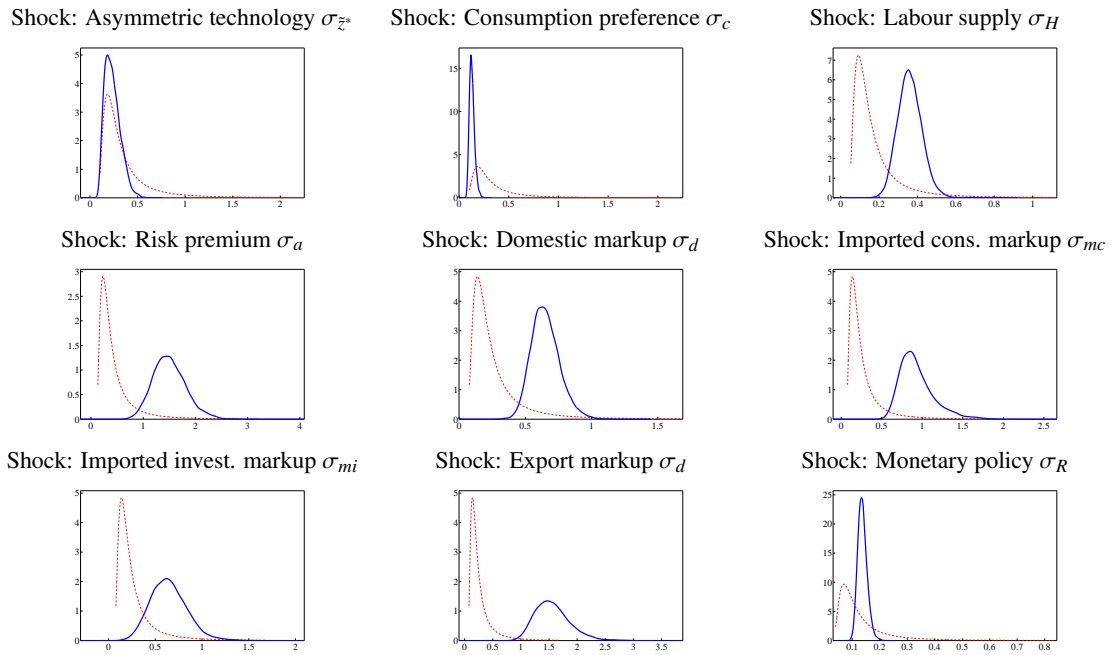 Shock: Asymmetric technology σ_z̃* Shock: Consumption preference σ_c Shock: Labour supply σ_H
5 4 3 2 1 0
0 0.5 1 1.5 2
15 10 5 0
0 0.5 1 1.5 2
7 6 5 4 3 2 1 0
0 0.2 0.4 0.6 0.8 1
Shock: Risk premium σ_a Shock: Domestic markup σ_d Shock: Imported cons. markup σ_mc
3 2.5 2 1.5 1 0.5 0
0 1 2 3 4
5 4 3 2 1 0
0 0.5 1 1.5
5 4 3 2 1 0
0 0.5 1 1.5 2 2.5
Shock: Imported invest. markup σ_mi Shock: Export markup σ_d Shock: Monetary policy σ_R
5 4 3 2 1 0
0 0.5 1 1.5 2
5 4 3 2 1 0
0 0.5 1 1.5 2 2.5 3 3.5
25 20 15 10 5 0
0.1 0.2 0.3 0.4 0.5 0.6 0.7 0.8